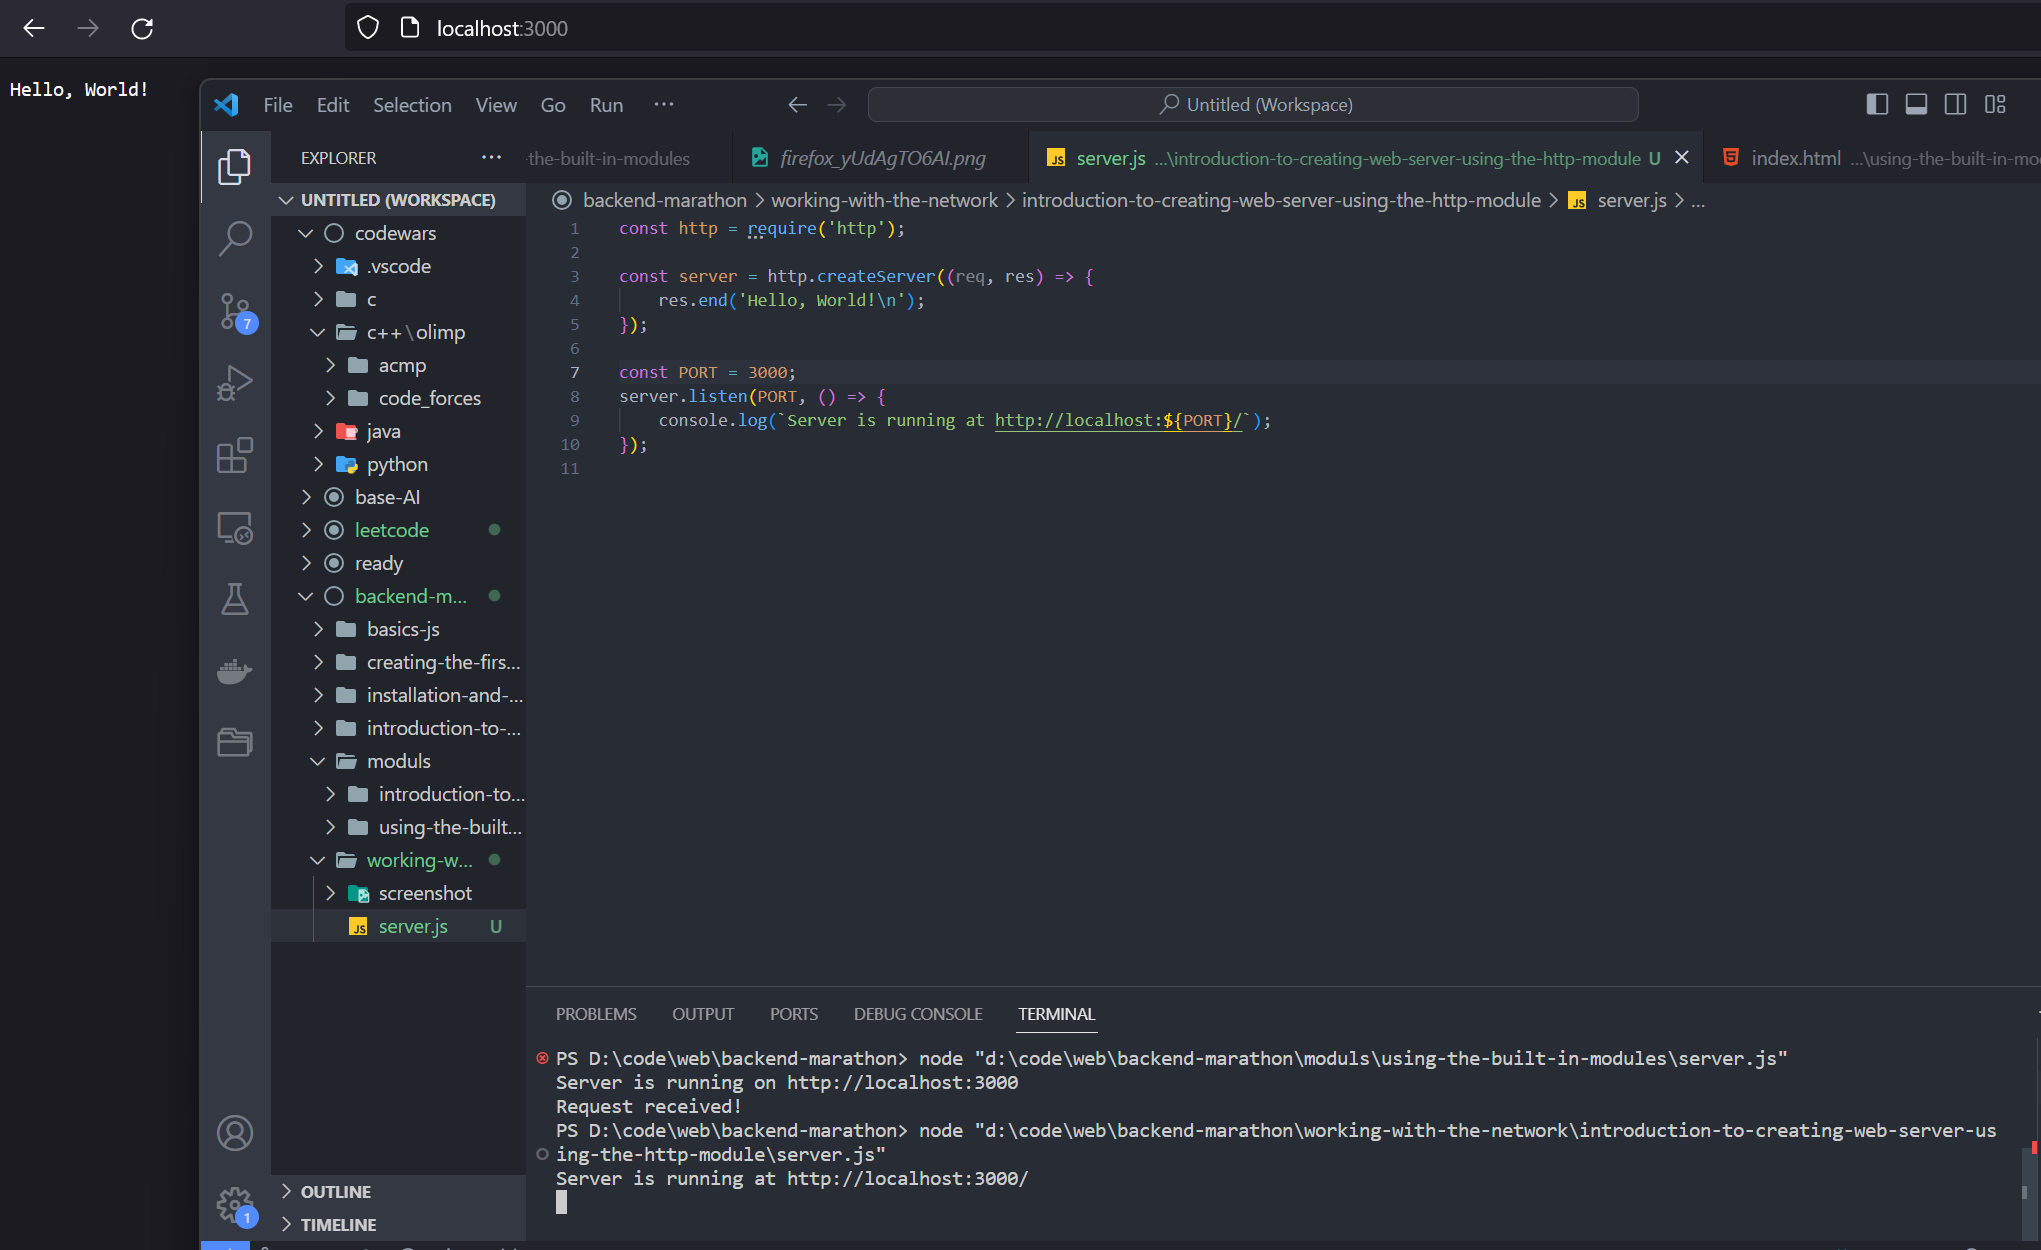 localhost:3000
Hello, World!
File Edit Selection View Go Run ··· Untitled (Workspace)
EXPLORER ···
-the-built-in-modules firefox_yUdAgTO6AI.png JS server.js ...\introduction-to-creating-web-server-using-the-http-module U index.html ...\using-the-built-in-mo
backend-marathon > working-with-the-network > introduction-to-creating-web-server-using-the-http-module > JS server.js > ...
UNTITLED (WORKSPACE)
codewars
.vscode
c
c++\olimp
acmp
code_forces
java
python
base-AI
leetcode
ready
backend-m...
basics-js
creating-the-firs...
installation-and-...
introduction-to-...
moduls
introduction-to...
using-the-built...
working-w...
screenshot
JS server.js U
OUTLINE
TIMELINE
7
1
1 const http = require('http');
2
3 const server = http.createServer((req, res) => {
4 res.end('Hello, World!\n');
5 });
6
7 const PORT = 3000;
8 server.listen(PORT, () => {
9 console.log(`Server is running at http://localhost:${PORT}/`);
10 });
11
PROBLEMS OUTPUT PORTS DEBUG CONSOLE TERMINAL
PS D:\code\web\backend-marathon> node "d:\code\web\backend-marathon\moduls\using-the-built-in-modules\server.js"
Server is running on http://localhost:3000
Request received!
PS D:\code\web\backend-marathon> node "d:\code\web\backend-marathon\working-with-the-network\introduction-to-creating-web-server-us
ing-the-http-module\server.js"
Server is running at http://localhost:3000/